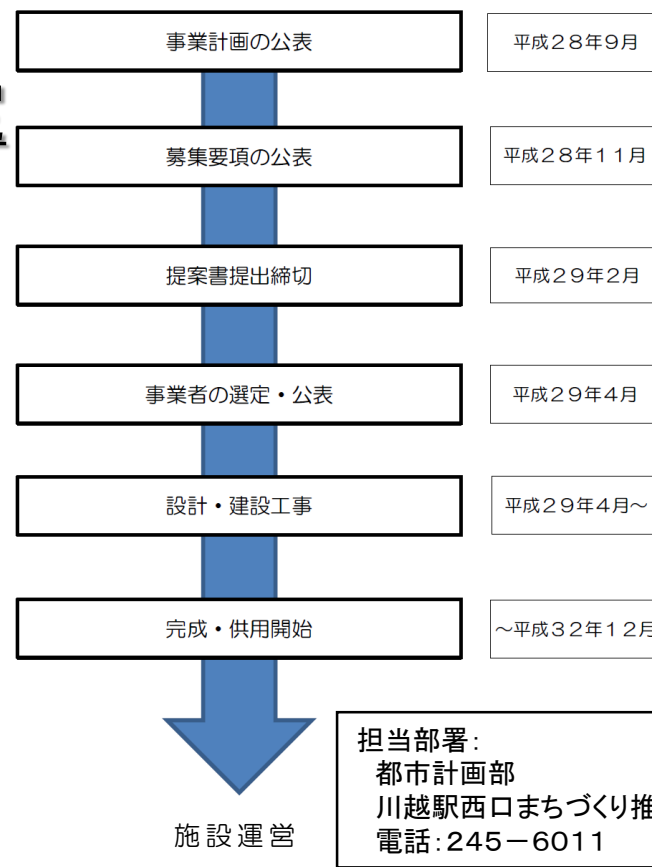 事業計画の公表
平成28年9月
募集要項の公表
平成28年11月
提案書提出締切
平成29年2月
事業者の選定・公表
平成29年4月
設計・建設工事
平成29年4月～
完成・供用開始
～平成32年12月
施設運営
担当部署：
都市計画部
川越駅西口まちづくり推
電話：245－6011